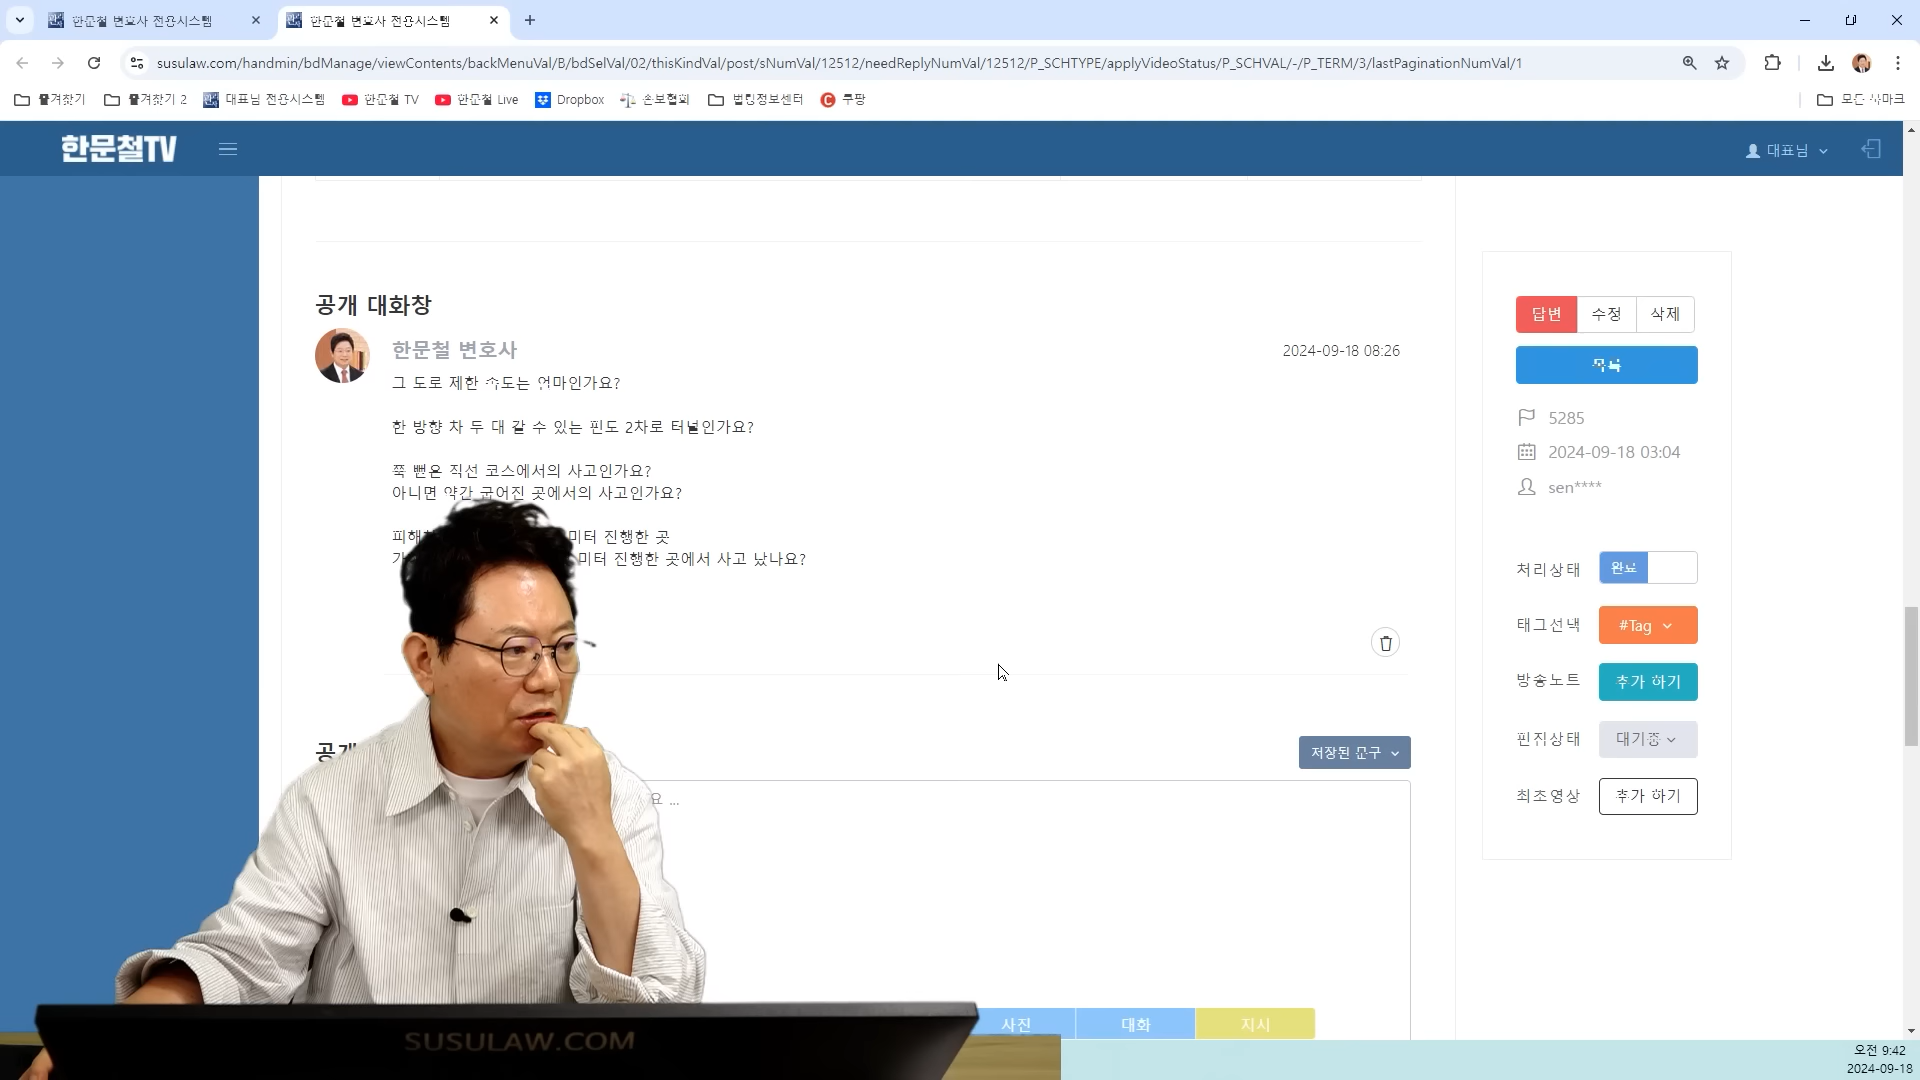 한문철 변호사 전용시스템
한문철 변호사 전용시스템
susulaw.com/handmin/bdManage/viewContents/backMenuVal/B/bdSelVal/02/thisKindVal/post/sNumVal/12512/needReplyNumVal/12512/P_SCHTYPE/applyVideoStatus/P_SCHVAL/-/P_TERM/3/lastPaginationNumVal/1
즐겨찾기
즐겨찾기 2
대표님 전용시스템
한문철 TV
한문철 Live
Dropbox
손보협회
법령정보센터
쿠팡
모든 북마크
한문철TV
대표님
공개 대화창
한문철 변호사
2024-09-18 08:26
그 도로 제한 속도는 얼마인가요?
한 방향 차 두 대 갈 수 있는 편도 2차로 터널인가요?
쭉 뻗은 직선 코스에서의 사고인가요?
아니면 약간 굽어진 곳에서의 사고인가요?
미터 진행한 곳
미터 진행한 곳에서 사고 났나요?
공개
저장된 문구
요 ...
사진
대화
지시
답변
수정
삭제
목록
5285
2024-09-18 03:04
sen****
처리상태
완료
태그선택
#Tag
방송노트
추가 하기
편집상태
대기중
최초영상
추가 하기
SUSULAW.COM
오전 9:42
2024-09-18